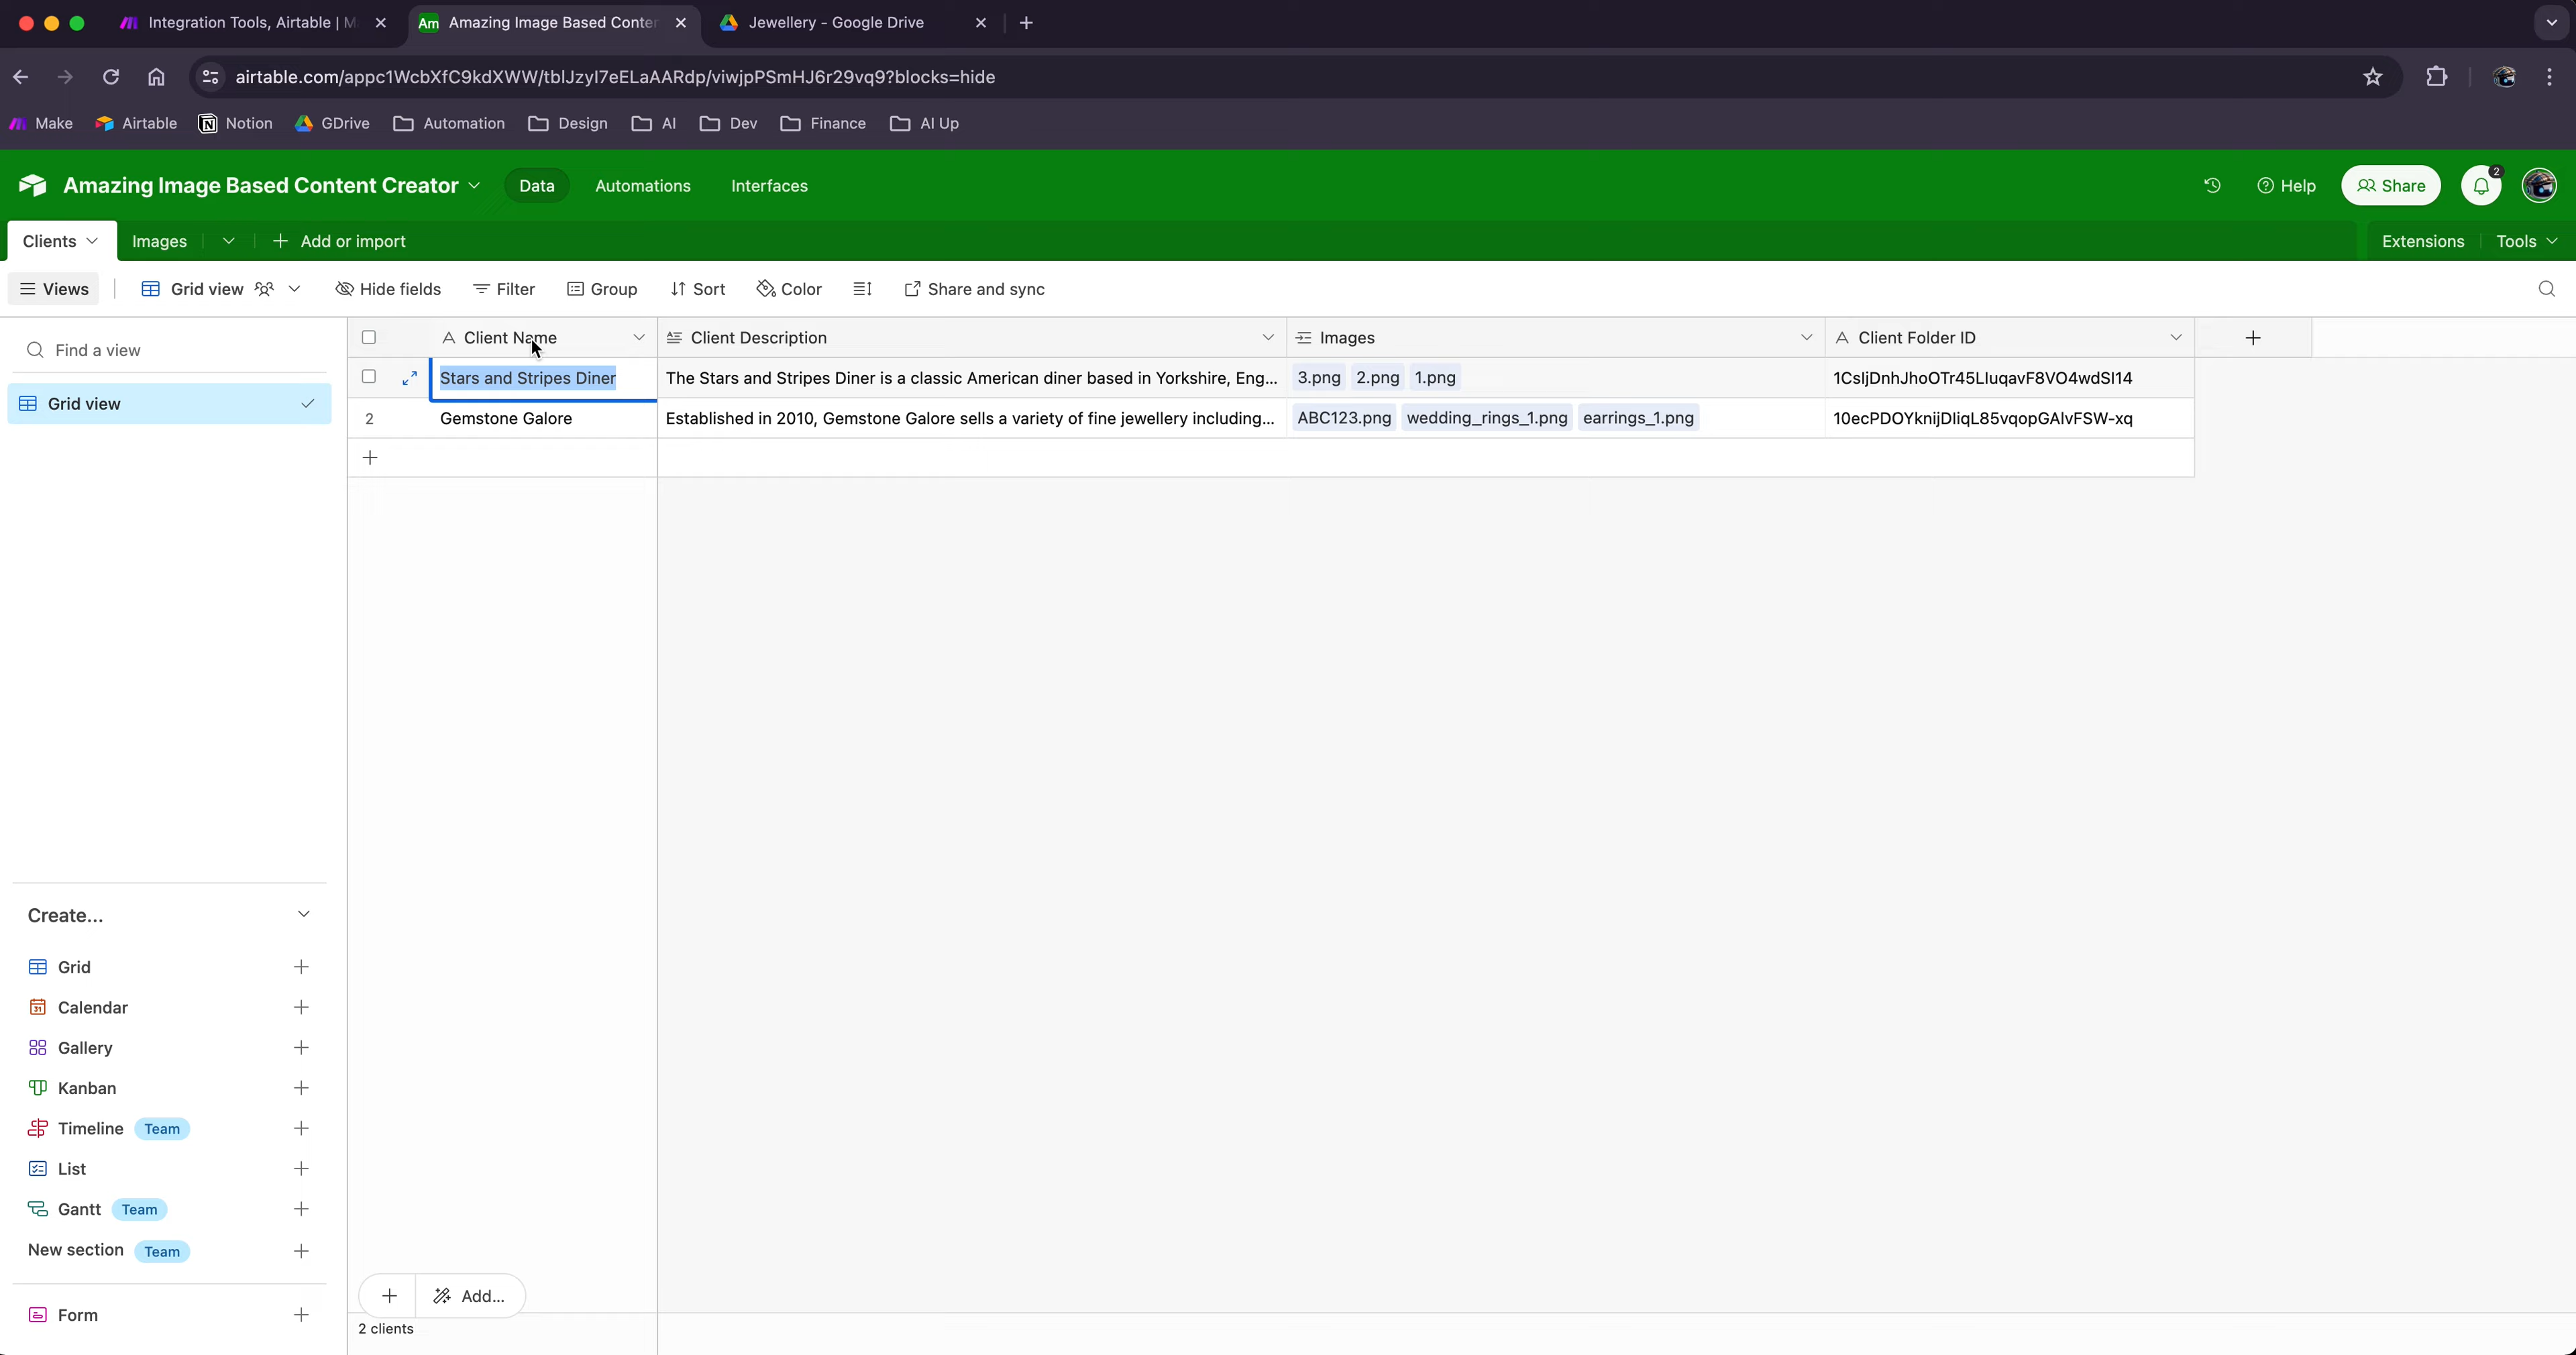 Integration Tools, Airtable | M
Amazing Image Based Conter
Jewellery - Google Drive
airtable.com/appc1WcbXfC9kdXWW/tblJzyI7eELaAARdp/viwjpPSmHJ6r29vq9?blocks=hide
Make Airtable Notion GDrive Automation Design AI Dev Finance AI Up
Amazing Image Based Content Creator Data Automations Interfaces Help Share 2
Clients Images Add or import Extensions Tools
Views Grid view Hide fields Filter Group Sort Color Share and sync
Find a view
Grid view
Client Name Client Description Images Client Folder ID
Stars and Stripes Diner The Stars and Stripes Diner is a classic American diner based in Yorkshire, Eng... 3.png 2.png 1.png 1CsIjDnhJhoOTr45LIuqavF8VO4wdSI14
2 Gemstone Galore Established in 2010, Gemstone Galore sells a variety of fine jewellery including... ABC123.png wedding_rings_1.png earrings_1.png 10ecPDOYknijDliqL85vqopGAlvFSW-xq
Create...
Grid
Calendar
Gallery
Kanban
Timeline Team
List
Gantt Team
New section Team
Form
Add...
2 clients